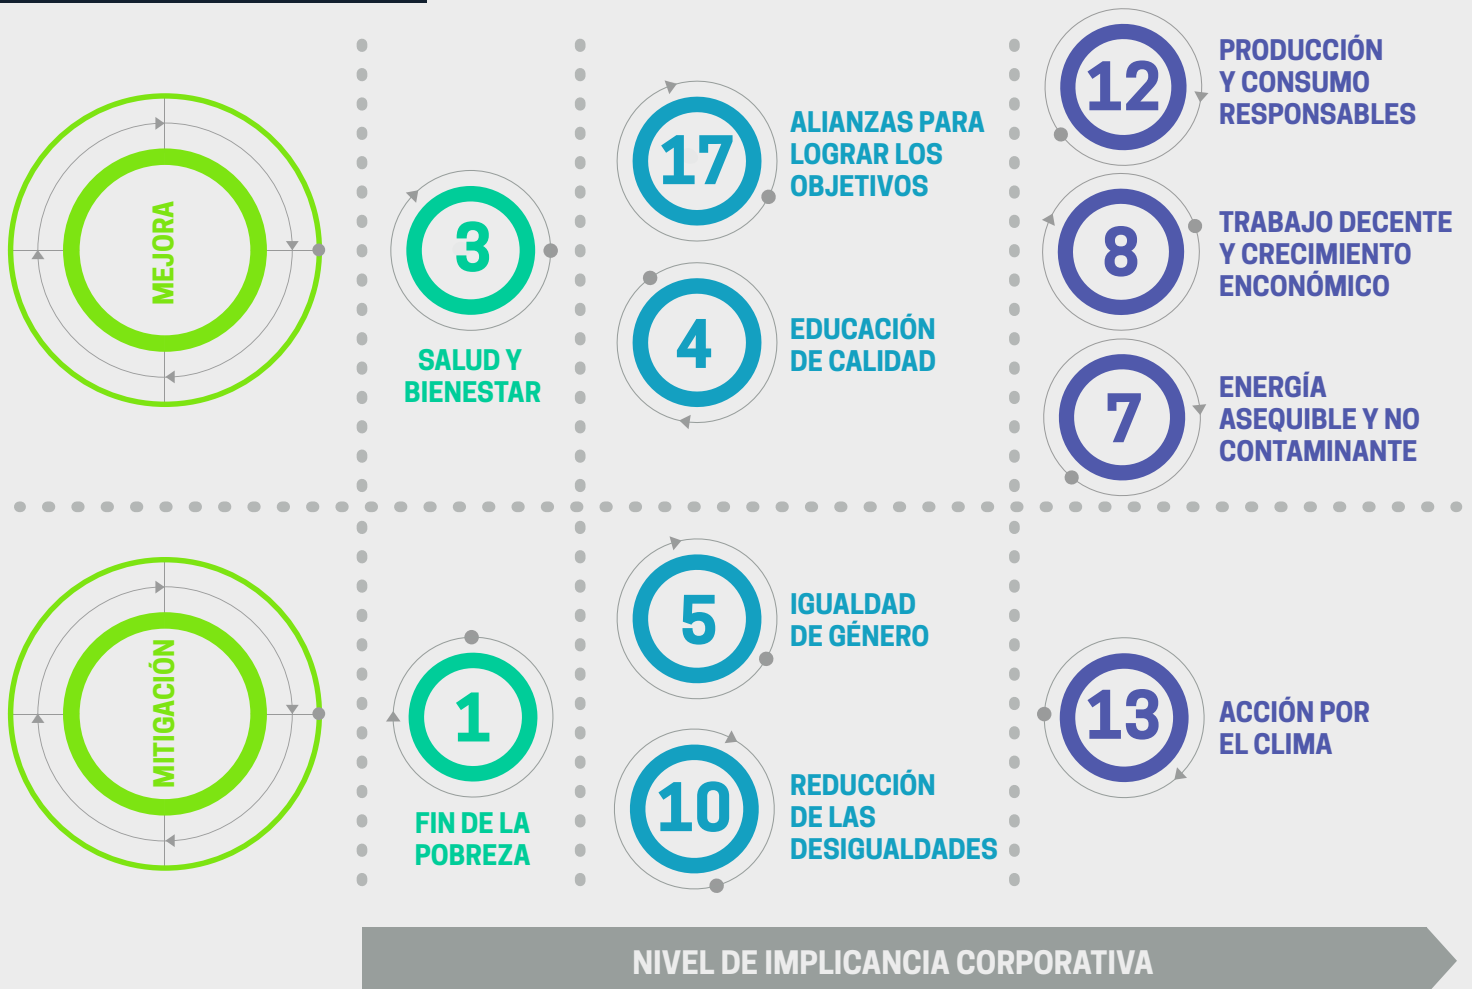 MEJORA
3
SALUD Y
BIENESTAR
17
ALIANZAS PARA
LOGRAR LOS
OBJETIVOS
4
EDUCACIÓN
DE CALIDAD
12
PRODUCCIÓN
Y CONSUMO
RESPONSABLES
8
TRABAJO DECENTE
Y CRECIMIENTO
ENCONÓMICO
7
ENERGÍA
ASEQUIBLE Y NO
CONTAMINANTE
MITIGACIÓN
1
FIN DE LA
POBREZA
5
IGUALDAD
DE GÉNERO
10
REDUCCIÓN
DE LAS
DESIGUALDADES
13
ACCIÓN POR
EL CLIMA
NIVEL DE IMPLICANCIA CORPORATIVA